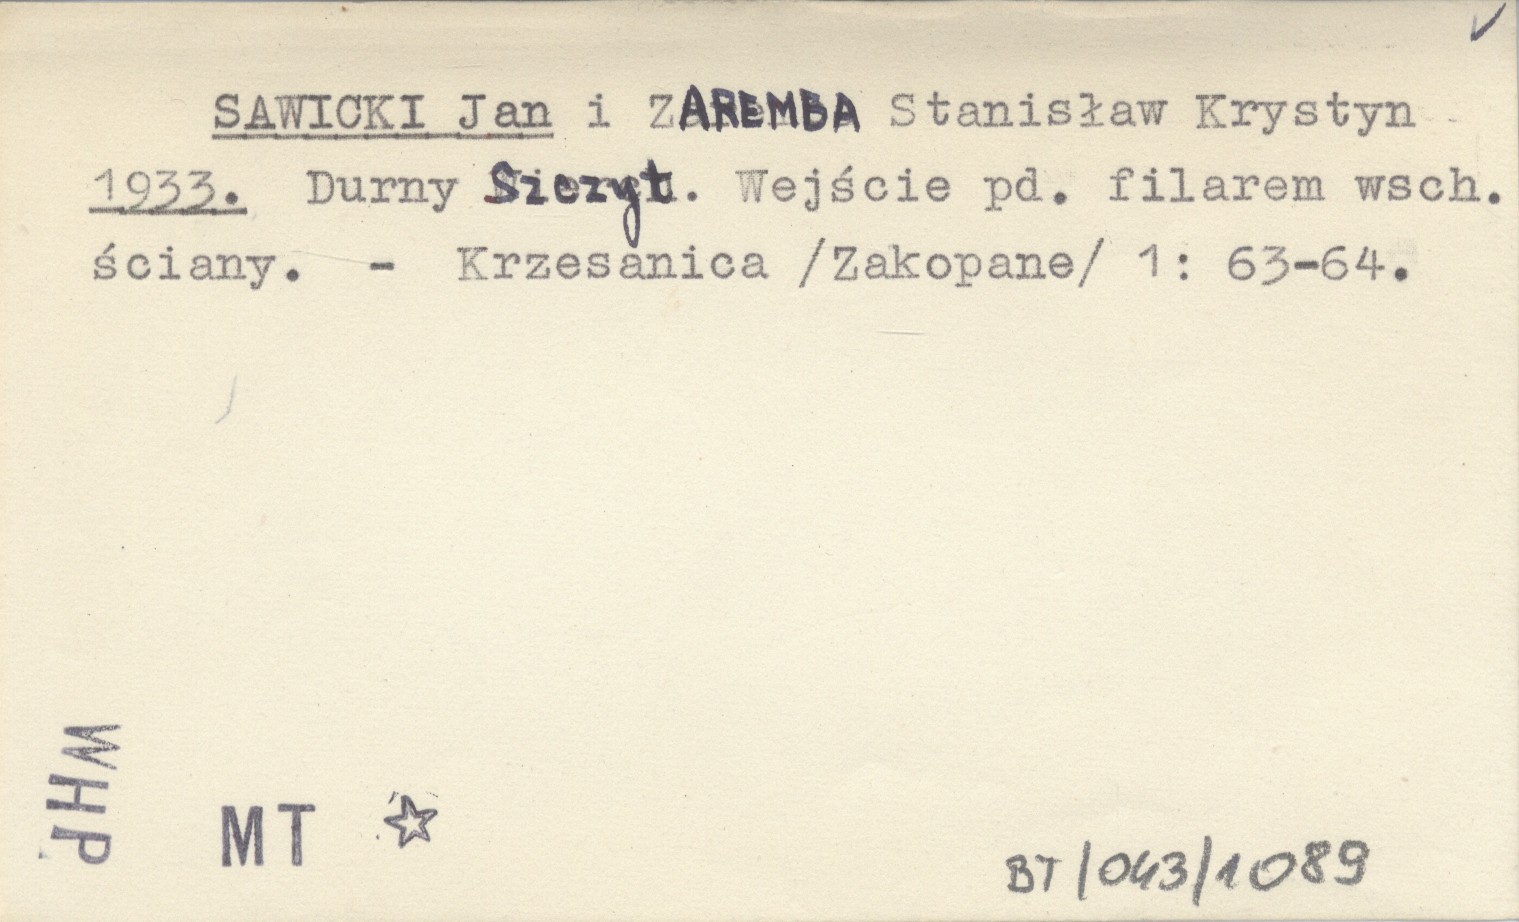 SAWICKI Jan i ZAREMBA Stanisław Krystyn
1933. Durny Szczyt. Wejście pd. filarem wsch.
ściany. - Krzesanica /Zakopane/ 1: 63-64.
WHP
MT
BT/043/1089